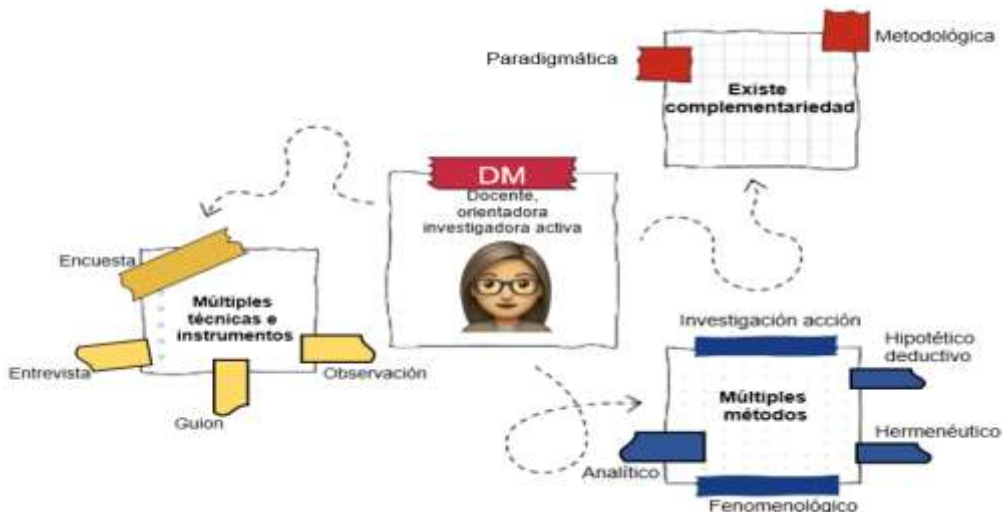 Metodológica
Paradigmática
Existe
complementariedad
DM
Docente,
orientadora
investigadora activa
Encuesta
Múltiples
técnicas e
instrumentos
Entrevista
Observación
Guion
Investigación acción
Hipotético
deductivo
Múltiples
métodos
Hermenéutico
Analítico
Fenomenológico